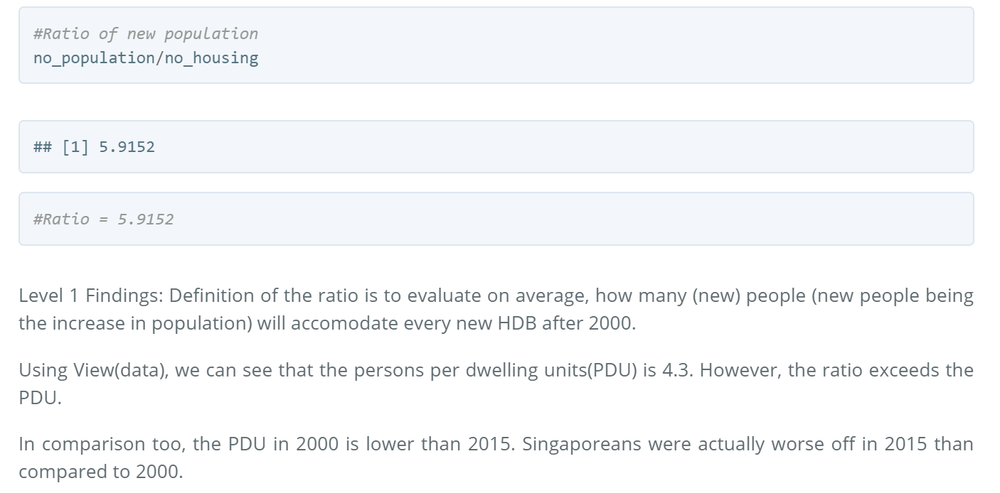 #Ratio of new population
no_population/no_housing
## [1] 5.9152
#Ratio = 5.9152
Level 1 Findings: Definition of the ratio is to evaluate on average, how many (new) people (new people being
the increase in population) will accomodate every new HDB after 2000.
Using View(data), we can see that the persons per dwelling units(PDU) is 4.3. However, the ratio exceeds the
PDU.
In comparison too, the PDU in 2000 is lower than 2015. Singaporeans were actually worse off in 2015 than
compared to 2000.